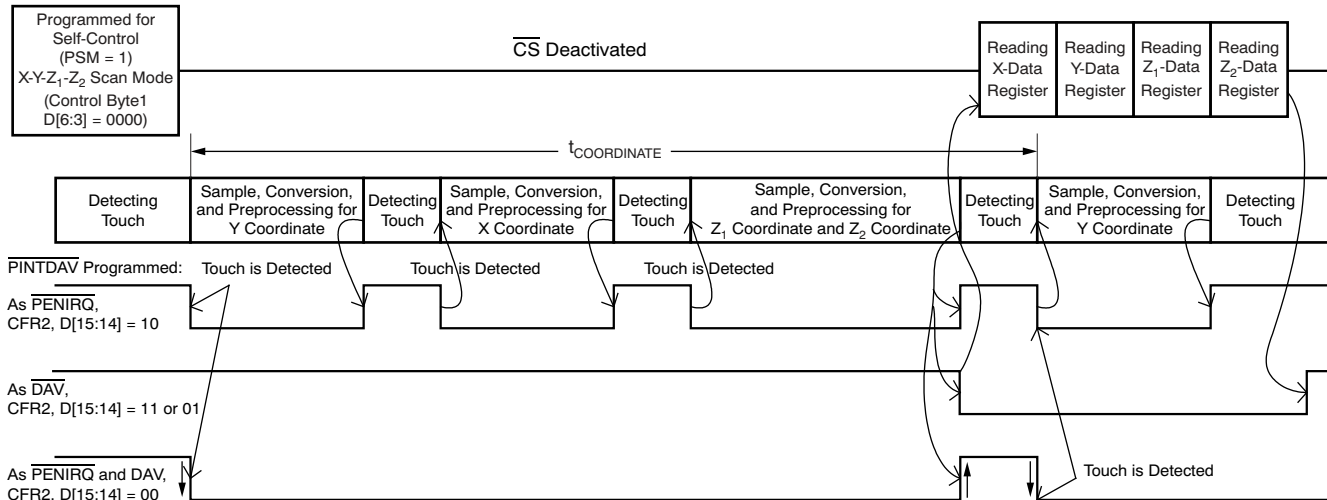 Programmed for
Self-Control
(PSM = 1)
X-Y-Z1-Z2 Scan Mode
(Control Byte1
D[6:3] = 0000)
CS Deactivated
Reading
X-Data
Register
Reading
Y-Data
Register
Reading
Z1-Data
Register
Reading
Z2-Data
Register
tCOORDINATE
Detecting
Touch
Sample, Conversion,
and Preprocessing for
Y Coordinate
Detecting
Touch
Sample, Conversion,
and Preprocessing for
X Coordinate
Detecting
Touch
Sample, Conversion,
and Preprocessing for
Z1 Coordinate and Z2 Coordinate
Detecting
Touch
Sample, Conversion,
and Preprocessing for
Y Coordinate
Detecting
Touch
PINTDAV Programmed:
Touch is Detected
Touch is Detected
Touch is Detected
As PENIRQ,
CFR2, D[15:14] = 10
As DAV,
CFR2, D[15:14] = 11 or 01
As PENIRQ and DAV,
CFR2, D[15:14] = 00
Touch is Detected